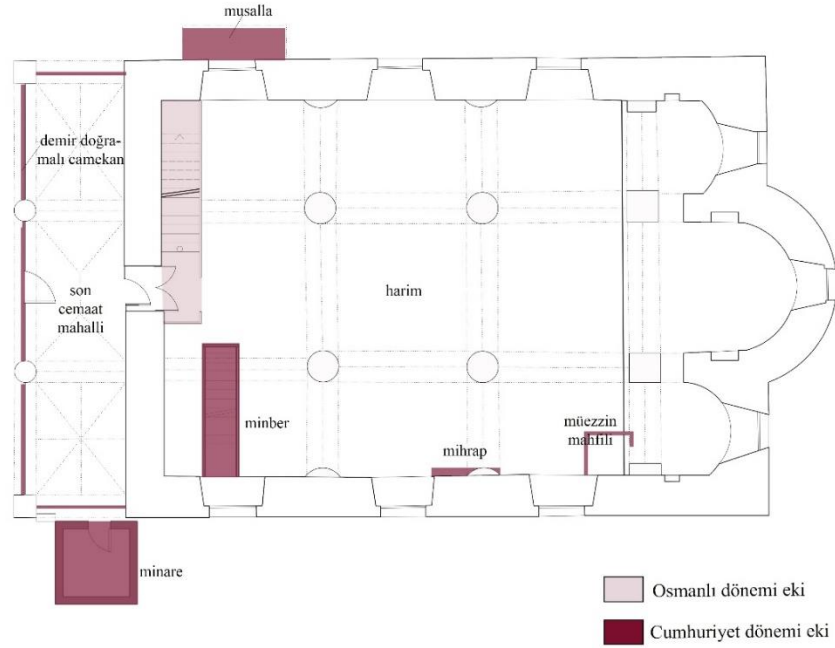 musalla
demir doğra-
malı camekan
son
cemaat
mahalli
harim
minber
mihrap
müezzin
mahfili
minare
Osmanlı dönemi eki
Cumhuriyet dönemi eki